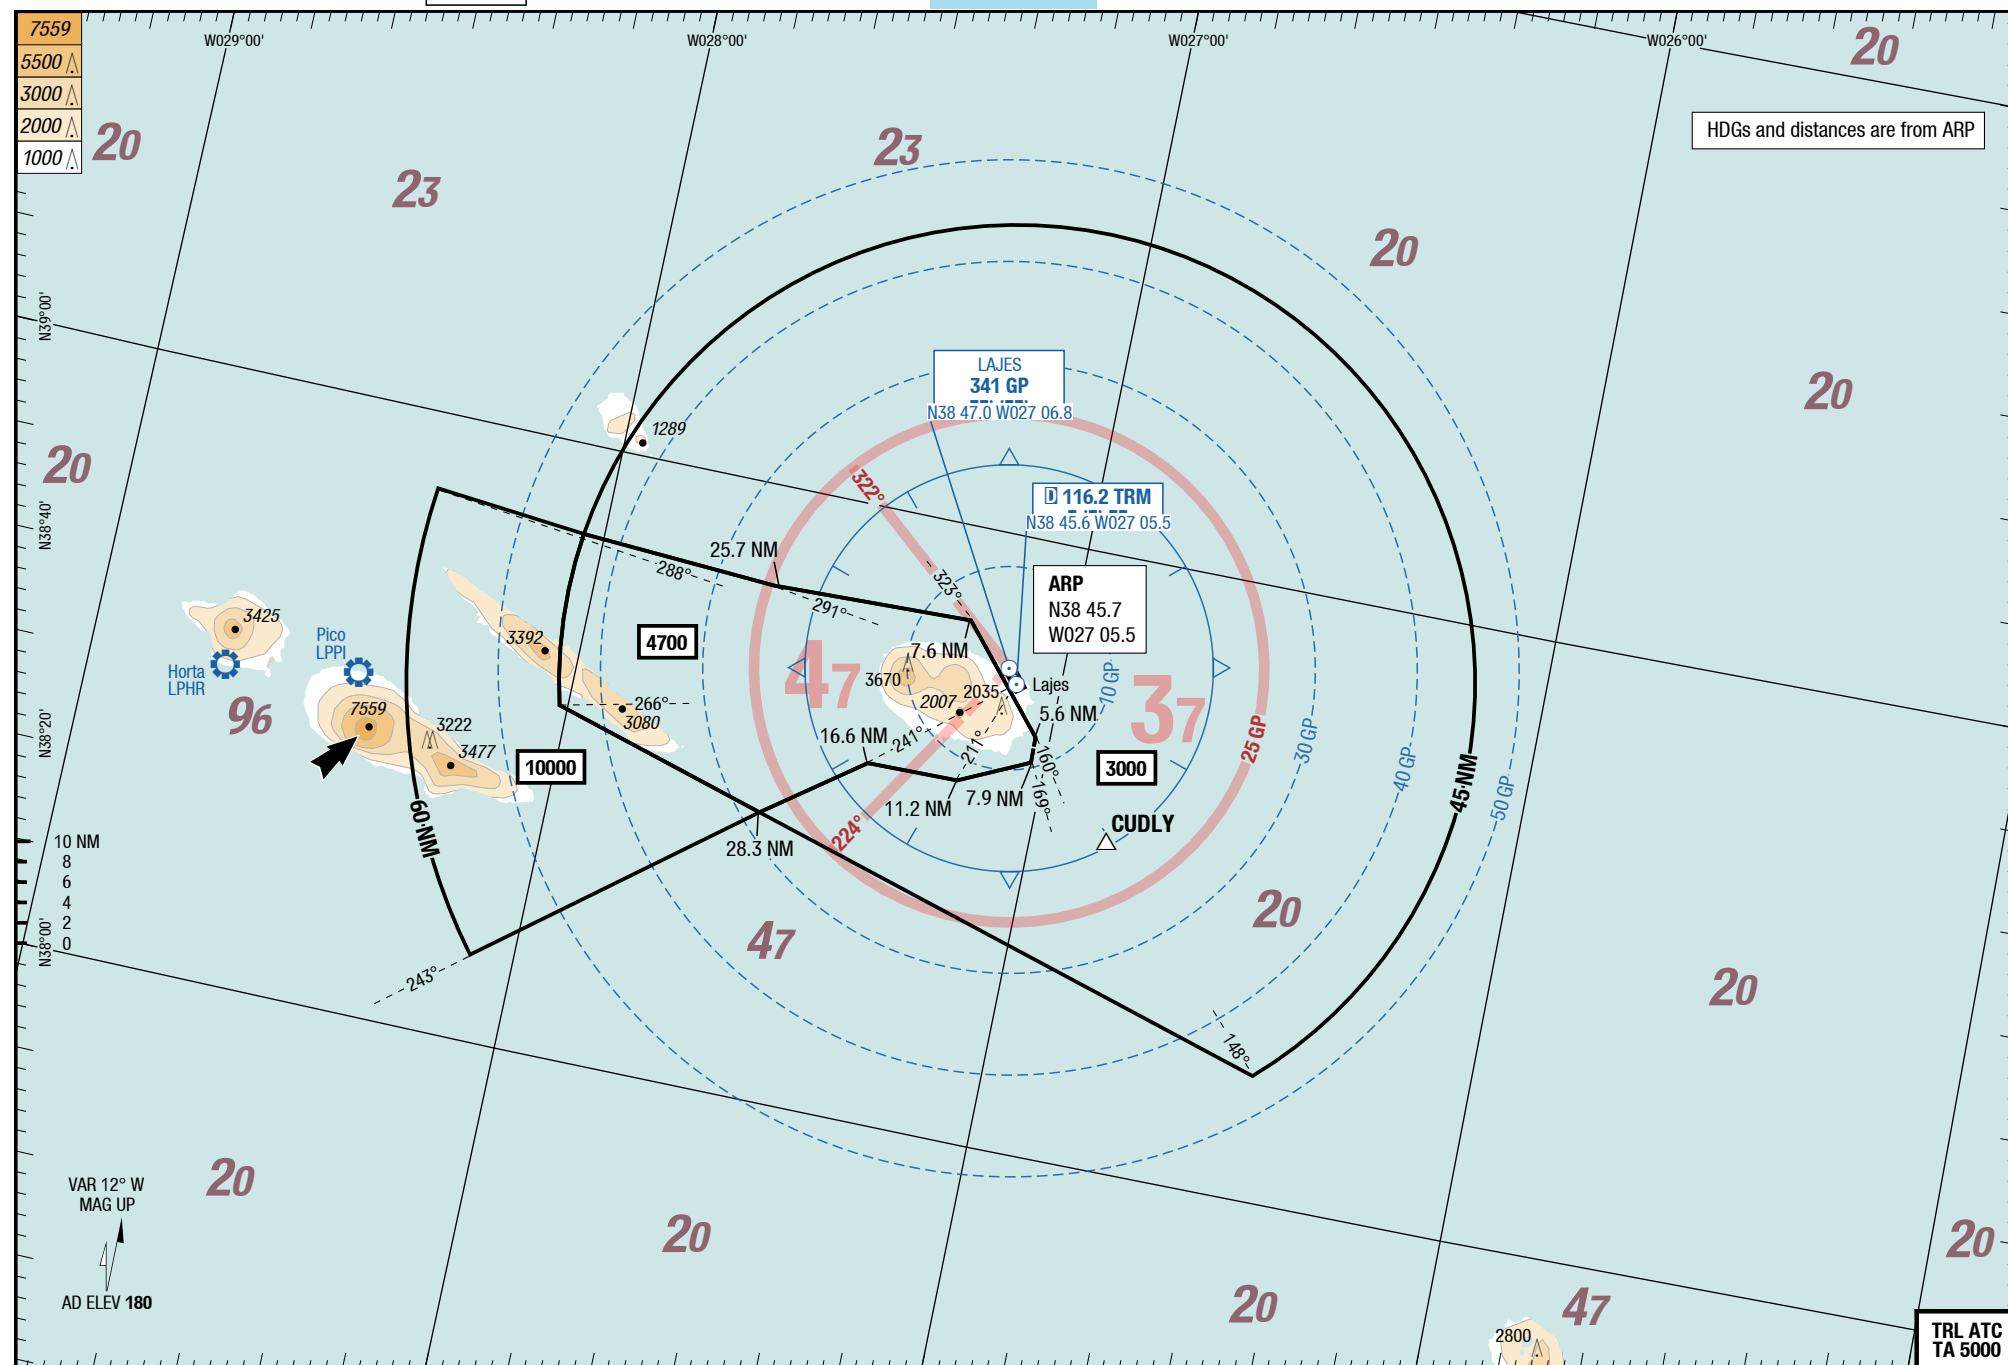 7559
5500
3000
2000
1000
W029°00'
W028°00'
W027°00'
W026°00'
20
HDGs and distances are from ARP
20
23
23
20
N39°00'
20
LAJES
341 GP
N38 47.0 W027 06.8
1289
20
322°
D 116.2 TRM
N38 45.6 W027 05.5
N38°40'
25.7 NM
288°
291°
323°
ARP
N38 45.7
W027 05.5
3425
Pico
LPPI
3392
4700
7.6 NM
Horta
LPHR
47
3670
2035
Lajes
10 GP
37
96
7559
3222
3477
266°
3080
2007
5.6 NM
N38°20'
16.6 NM
241°
211°
160°
169°
25 GP
30 GP
40 GP
45 NM
50 GP
10000
3000
11.2 NM
7.9 NM
60 NM
224°
CUDLY
28.3 NM
10 NM
8
6
4
2
0
N38°00'
20
47
243°
20
148°
20
VAR 12° W
MAG UP
20
20
AD ELEV 180
20
47
2800
TRL ATC
TA 5000